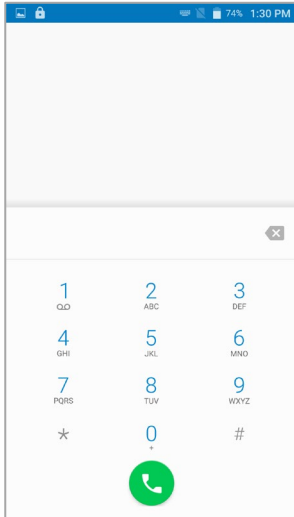 74% 1:30 PM
1 2 3
ABC DEF
4 5 6
GHI JKL MNO
7 8 9
PQRS TUV WXYZ
* 0 #
+